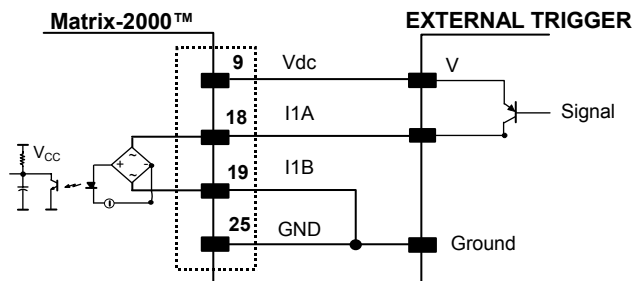 Matrix-2000™
EXTERNAL TRIGGER
9
Vdc
V
18
I1A
Signal
VCC
19
I1B
25
GND
Ground
~
+
-
~